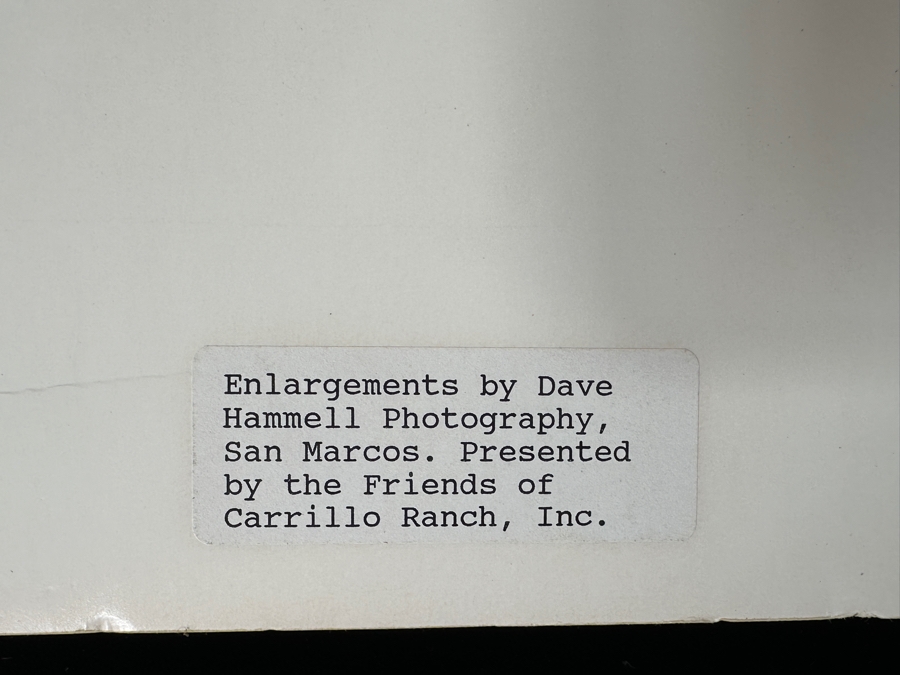 Enlargements by Dave
Hammell Photography,
San Marcos. Presented
by the Friends of
Carrillo Ranch, Inc.